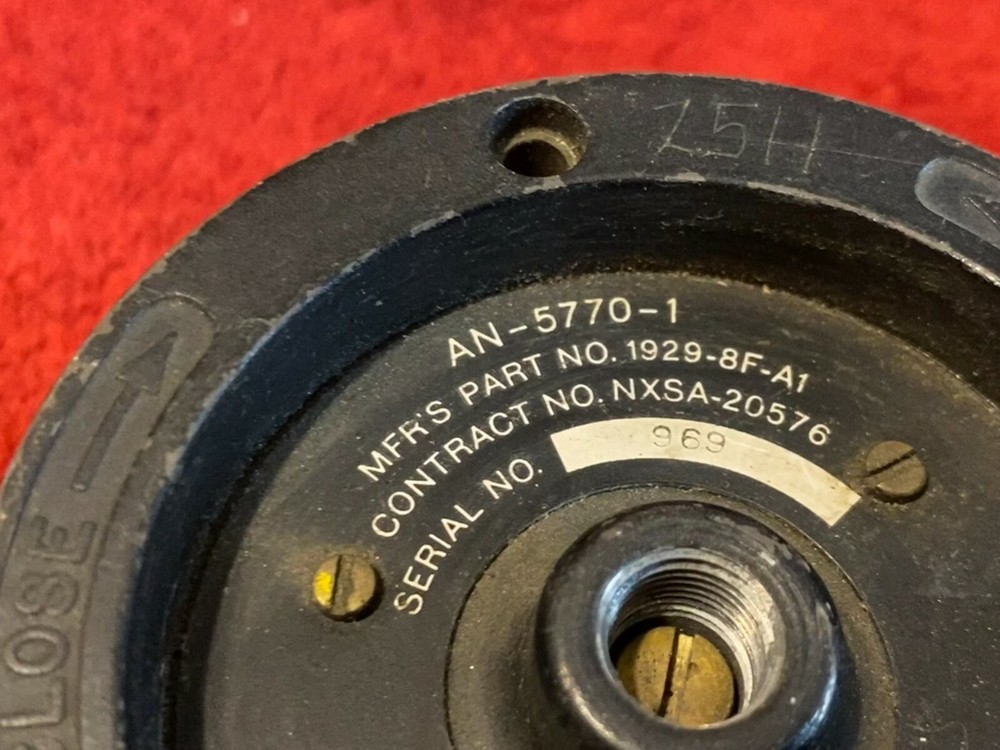 25H
AN-5770-1
MFR'S PART NO. 1929-8F-A1
CONTRACT NO. NXSA-20576
SERIAL NO. 969
CLOSE